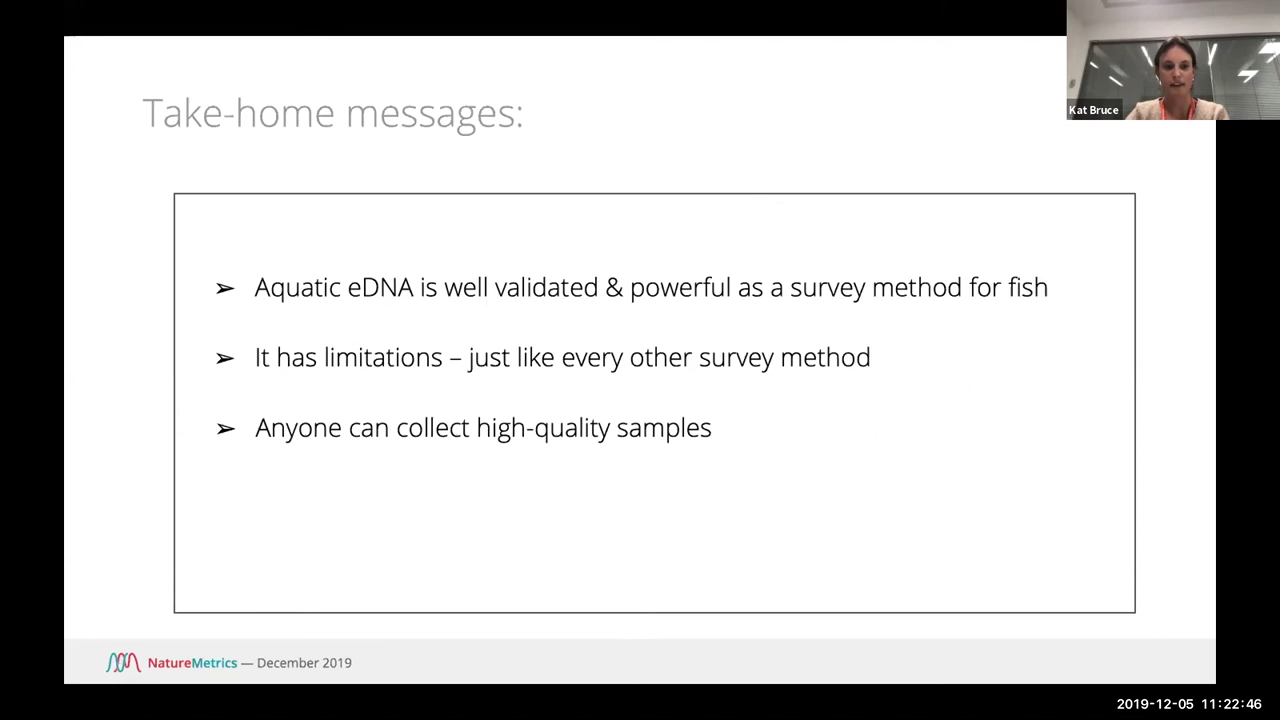 Kat Bruce
Take-home messages:
➢ Aquatic eDNA is well validated & powerful as a survey method for fish
➢ It has limitations – just like every other survey method
➢ Anyone can collect high-quality samples
NatureMetrics — December 2019
2019-12-05 11:22:46